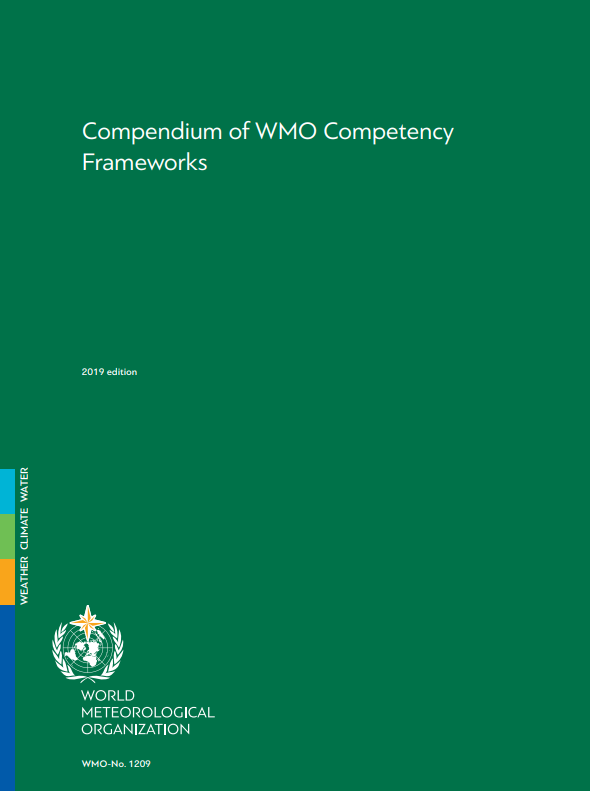 Compendium of WMO Competency
Frameworks
2019 edition
WEATHER CLIMATE WATER
WORLD
METEOROLOGICAL
ORGANIZATION
WMO-No. 1209